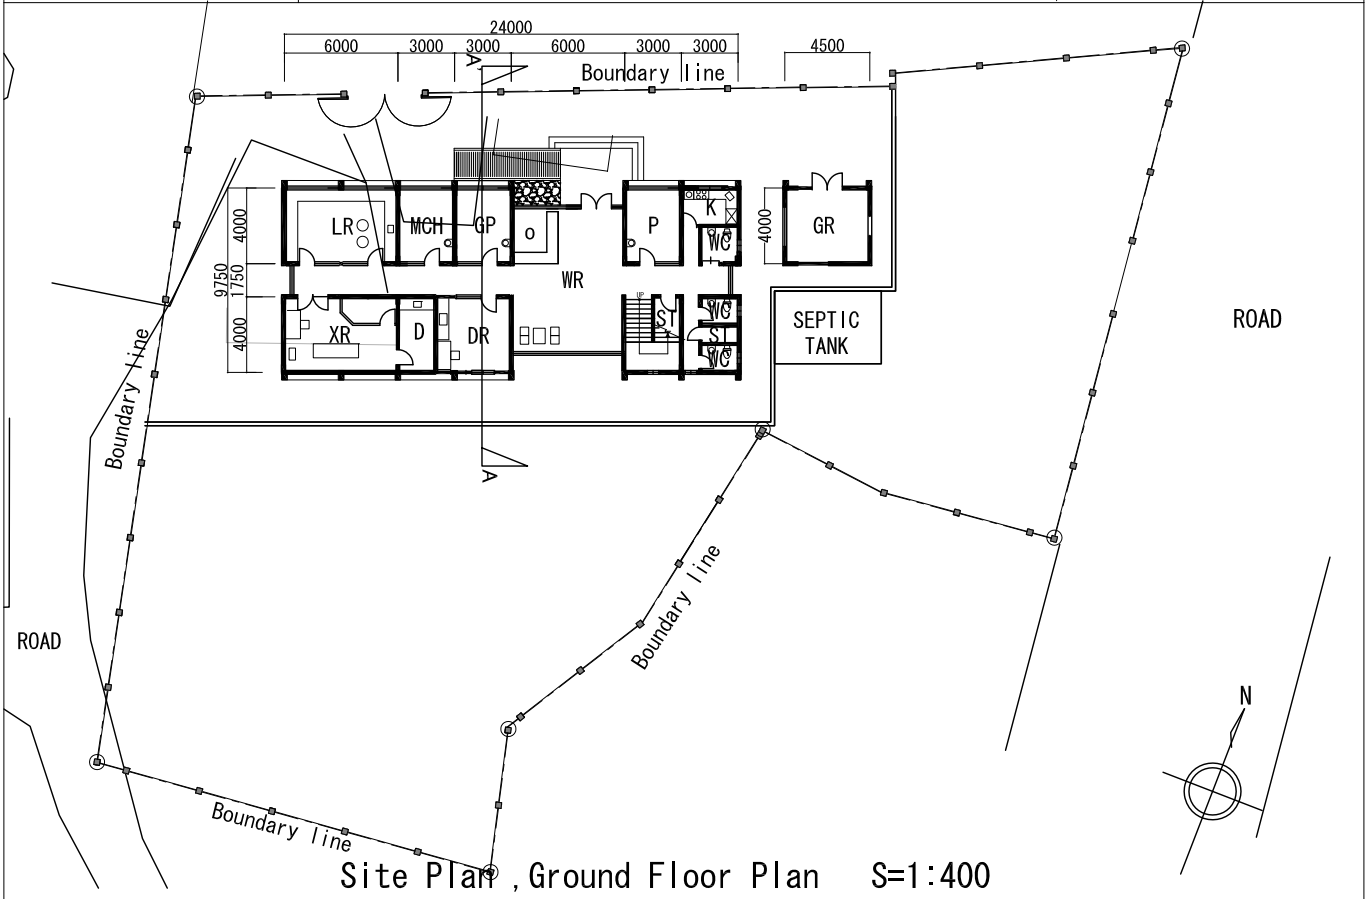 24000
6000 3000 3000 6000 3000 3000 4500
A'
Boundary line
LR MCH GP o P K WC GR
4000 4000
9750 1750 WR
UP
XR D DR ST WC
4000 ST
WC
SEPTIC
TANK
ROAD
Boundary line
A
Boundary line
ROAD
N
Boundary line
Site Plan ,Ground Floor Plan S=1:400